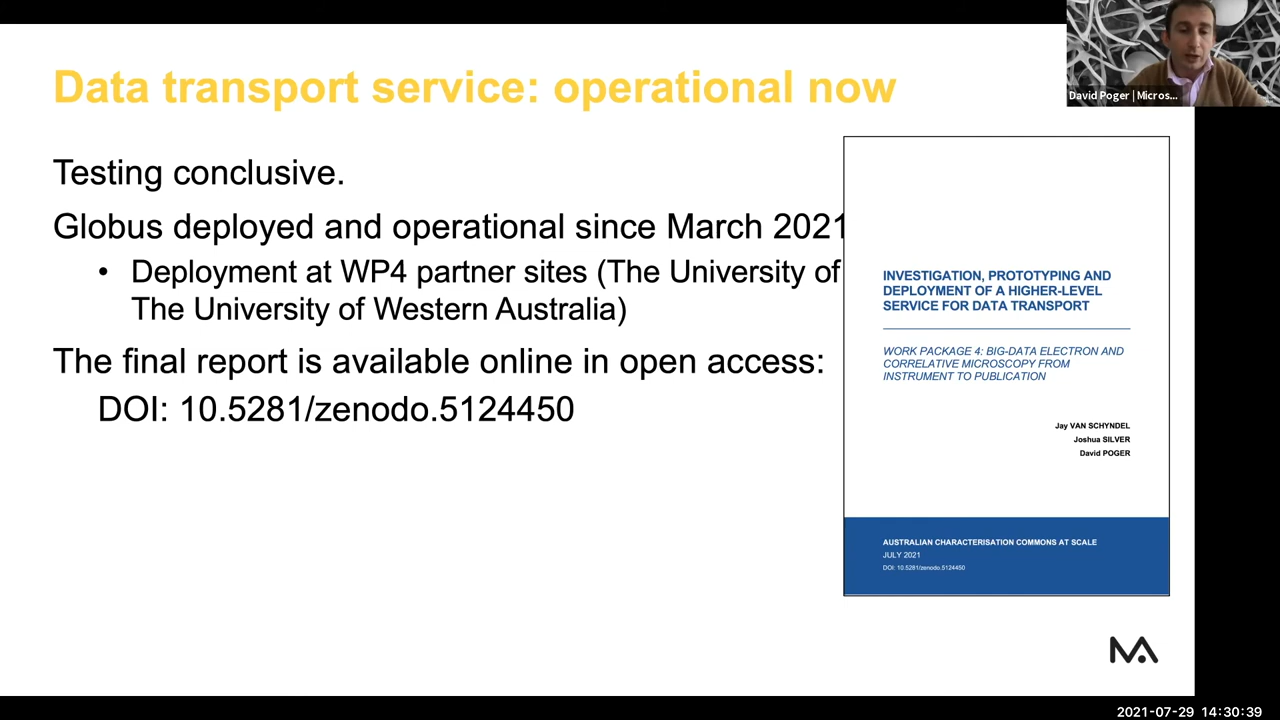 Data transport service: operational now
David Poger | Micros...
Testing conclusive.
Globus deployed and operational since March 2021
• Deployment at WP4 partner sites (The University of
The University of Western Australia)
The final report is available online in open access:
DOI: 10.5281/zenodo.5124450
INVESTIGATION, PROTOTYPING AND
DEPLOYMENT OF A HIGHER-LEVEL
SERVICE FOR DATA TRANSPORT
WORK PACKAGE 4: BIG-DATA ELECTRON AND
CORRELATIVE MICROSCOPY FROM
INSTRUMENT TO PUBLICATION
Jay VAN SCHYNDEL
Joshua SILVER
David POGER
AUSTRALIAN CHARACTERISATION COMMONS AT SCALE
JULY 2021
DOI: 10.5281/zenodo.5124450
MA
2021-07-29 14:30:39